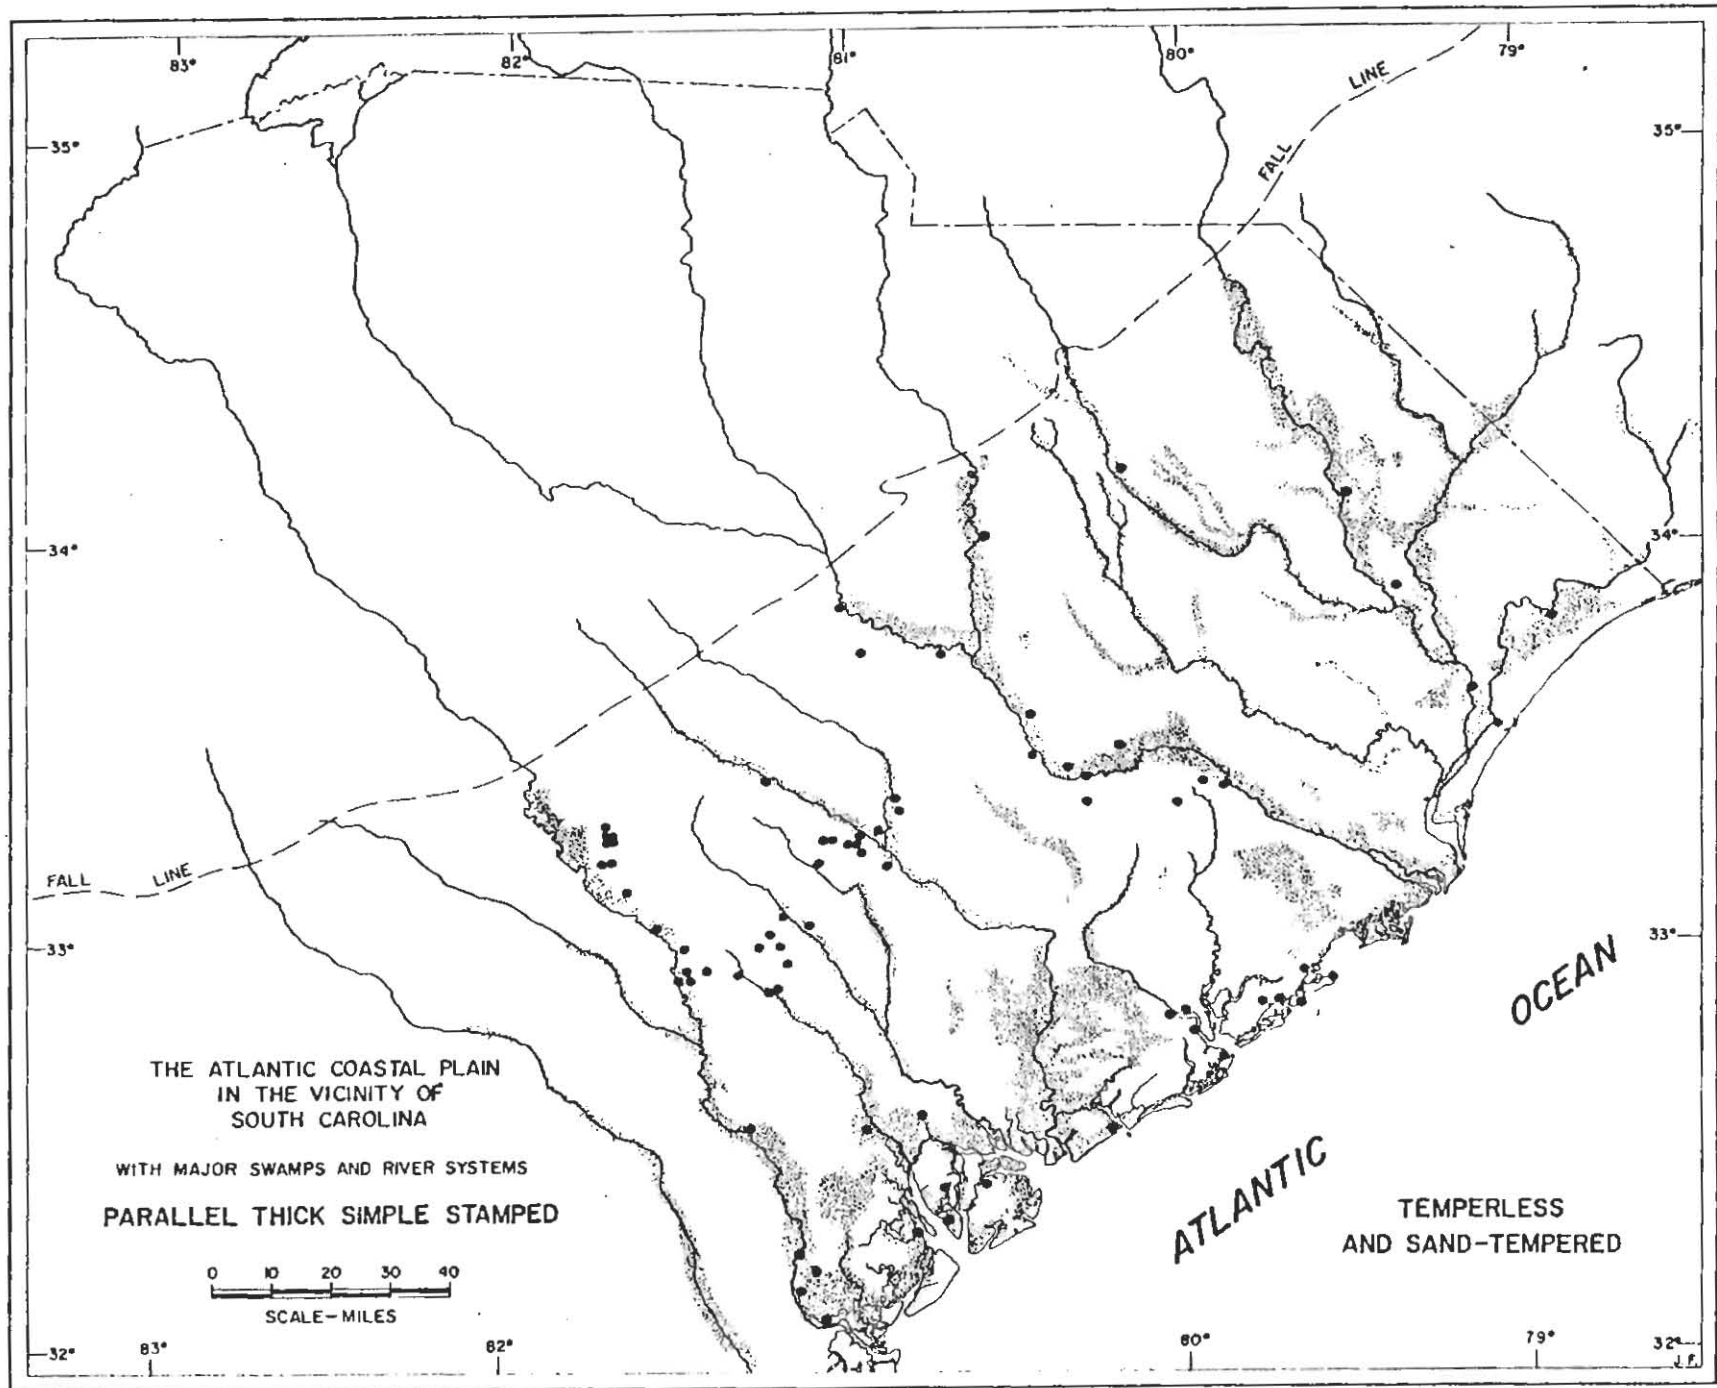 83°
82°
81°
80°
79°
LINE
FALL
35°
35°
34°
34°
FALL
LINE
33°
33°
OCEAN
ATLANTIC
THE ATLANTIC COASTAL PLAIN
IN THE VICINITY OF
SOUTH CAROLINA
WITH MAJOR SWAMPS AND RIVER SYSTEMS
PARALLEL THICK SIMPLE STAMPED
TEMPERLESS
AND SAND-TEMPERED
0 10 20 30 40
SCALE-MILES
32°
83°
82°
80°
79°
32°
J.F.